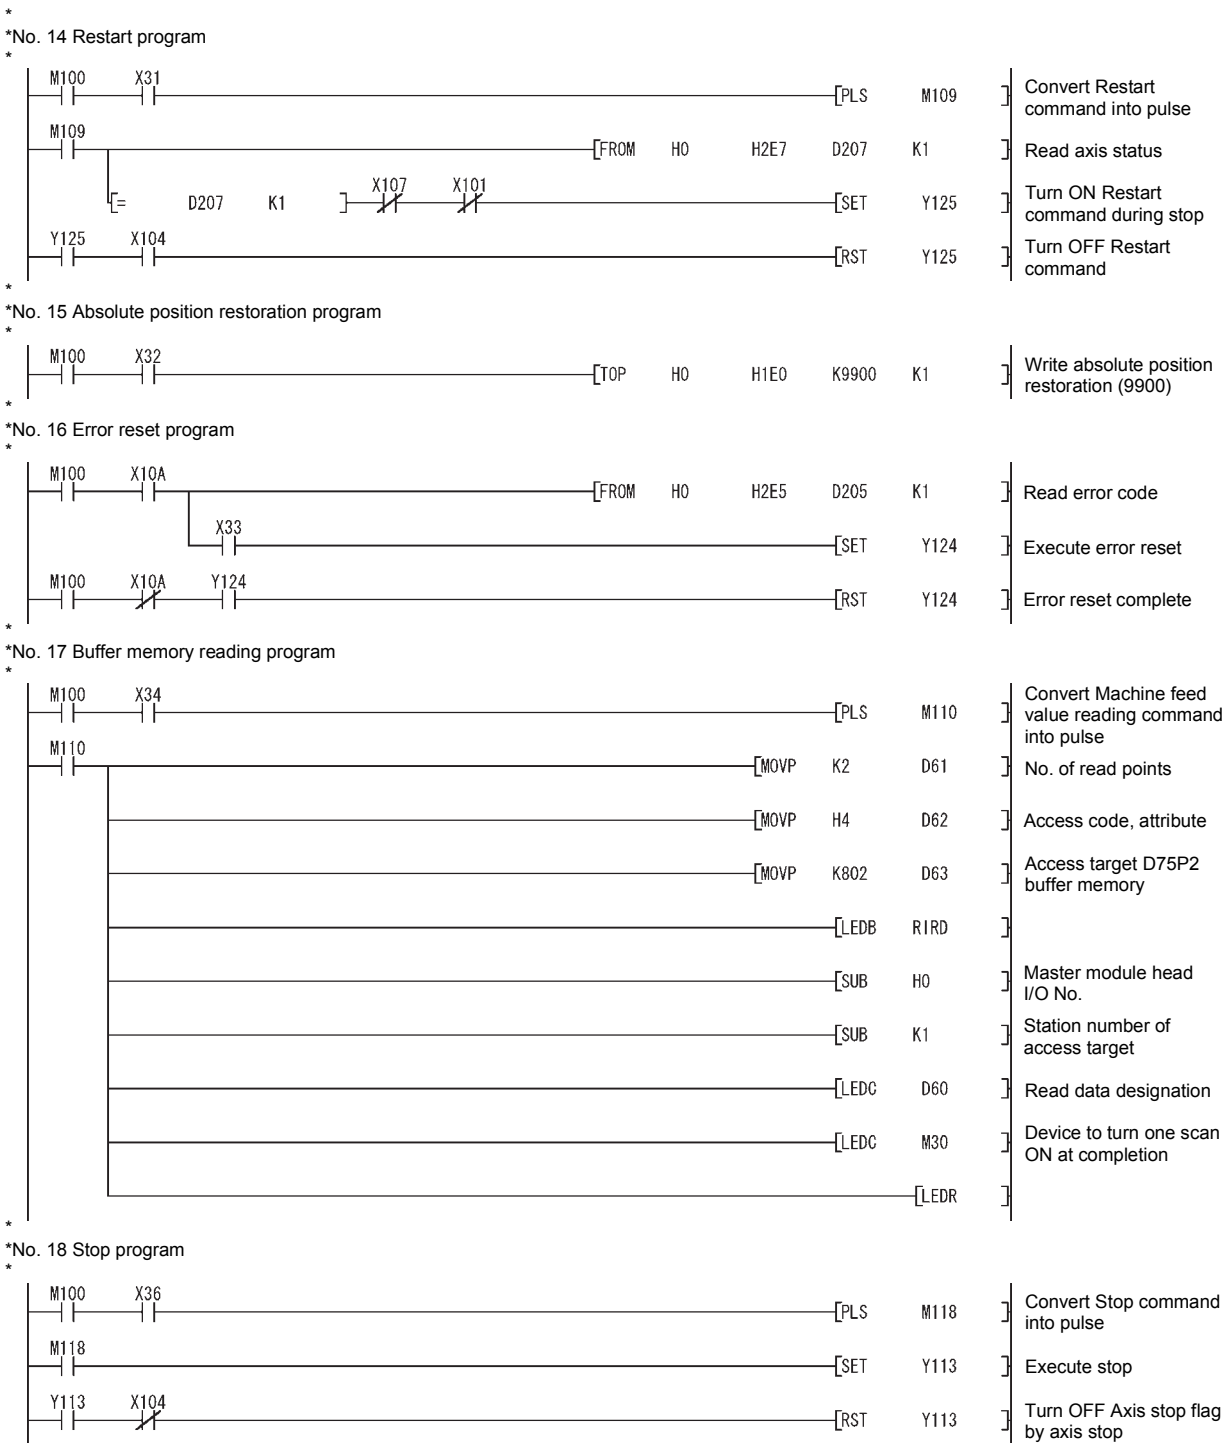 *
*No. 14 Restart program
*
M100 X31
[PLS M109 ]
Convert Restart
command into pulse
M109
[FROM H0 H2E7 D207 K1 ]
Read axis status
[= D207 K1 ]
X107 X101
[SET Y125 ]
Turn ON Restart
command during stop
Y125 X104
[RST Y125 ]
Turn OFF Restart
command
*
*No. 15 Absolute position restoration program
*
M100 X32
[TOP H0 H1E0 K9900 K1 ]
Write absolute position
restoration (9900)
*
*No. 16 Error reset program
*
M100 X10A
[FROM H0 H2E5 D205 K1 ]
Read error code
X33
[SET Y124 ]
Execute error reset
M100 X10A Y124
[RST Y124 ]
Error reset complete
*
*No. 17 Buffer memory reading program
*
M100 X34
[PLS M110 ]
Convert Machine feed
value reading command
into pulse
M110
[MOVP K2 D61 ]
No. of read points
[MOVP H4 D62 ]
Access code, attribute
[MOVP K802 D63 ]
Access target D75P2
buffer memory
[LEDB RIRD ]
[SUB H0 ]
Master module head
I/O No.
[SUB K1 ]
Station number of
access target
[LEDC D60 ]
Read data designation
[LEDC M30 ]
Device to turn one scan
ON at completion
[LEDR ]
*
*No. 18 Stop program
*
M100 X36
[PLS M118 ]
Convert Stop command
into pulse
M118
[SET Y113 ]
Execute stop
Y113 X104
[RST Y113 ]
Turn OFF Axis stop flag
by axis stop